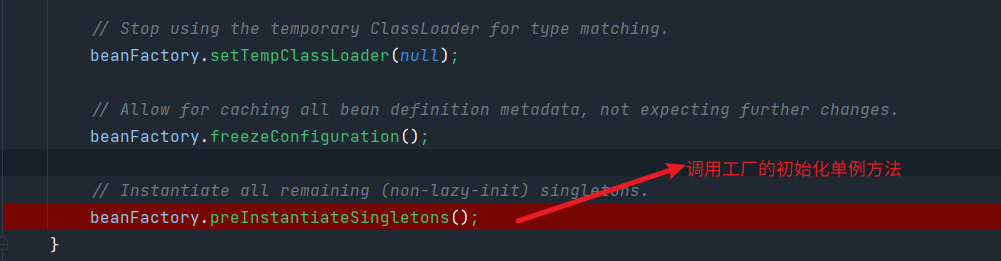 // Stop using the temporary ClassLoader for type matching.
beanFactory.setTempClassLoader(null);
// Allow for caching all bean definition metadata, not expecting further changes.
beanFactory.freezeConfiguration();
调用工厂的初始化单例方法
// Instantiate all remaining (non-lazy-init) singletons.
beanFactory.preInstantiateSingletons();
}